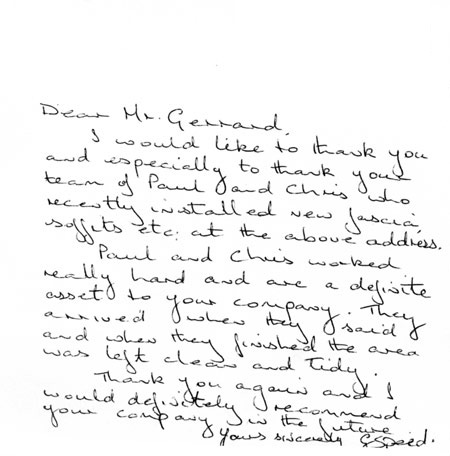 Dear Mr. Gerrard,
I would like to thank you
and especially to thank your
team of Paul and Chris who
recently installed new fascia,
soffits etc: at the above address.
Paul and Chris worked
really hard and are a definite
asset to your company. They
arrived when they said
and when they finished the area
was left clean and tidy.
Thank you again and I
would definitely recommend
your company in the future
yours sincerely